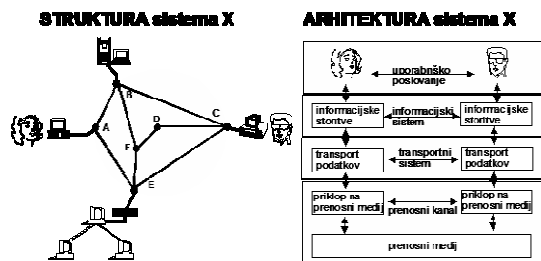 STRUKTURA sistema X
B
A
D
C
F
E
ARHITEKTURA sistema X
uporabniško
poslovanje
informacijske
storitve
informacijski
sistem
informacijske
storitve
transport
podatkov
transportni
sistem
transport
podatkov
priklop na
prenosni medij
prenosni kanal
priklop na
prenosni medij
prenosni medij